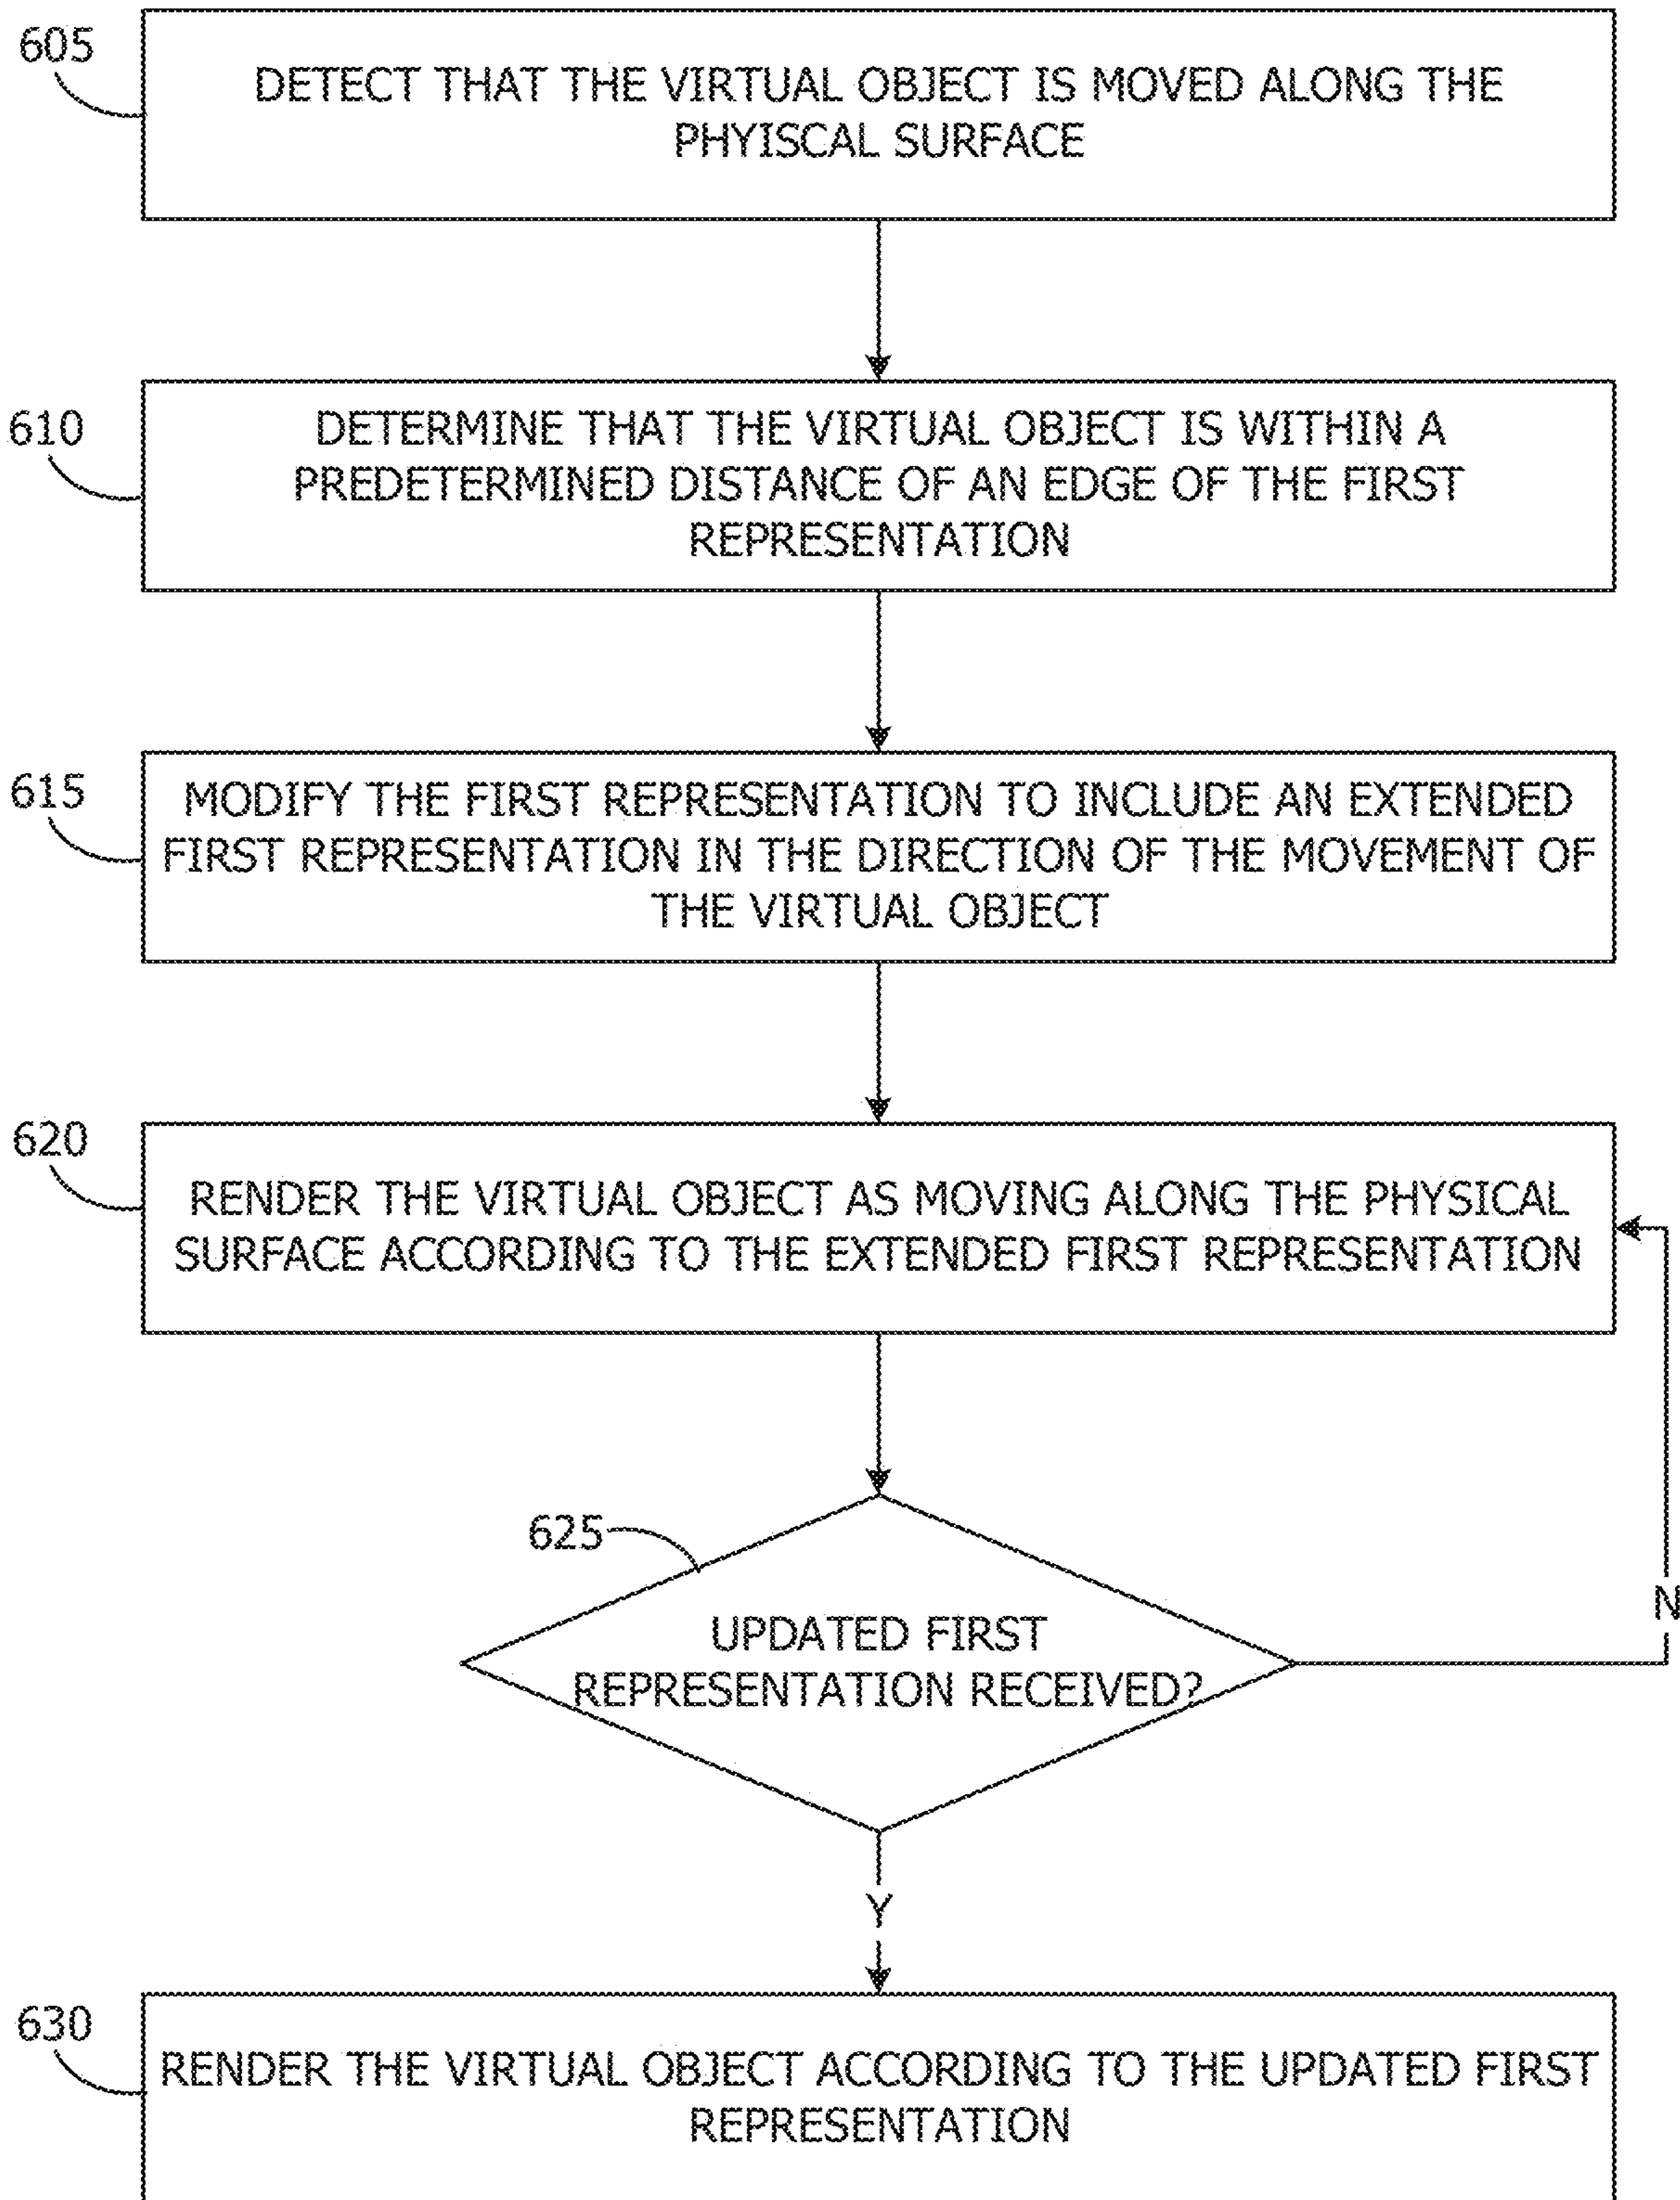 605
DETECT THAT THE VIRTUAL OBJECT IS MOVED ALONG THE
PHYISCAL SURFACE
610
DETERMINE THAT THE VIRTUAL OBJECT IS WITHIN A
PREDETERMINED DISTANCE OF AN EDGE OF THE FIRST
REPRESENTATION
615
MODIFY THE FIRST REPRESENTATION TO INCLUDE AN EXTENDED
FIRST REPRESENTATION IN THE DIRECTION OF THE MOVEMENT OF
THE VIRTUAL OBJECT
620
RENDER THE VIRTUAL OBJECT AS MOVING ALONG THE PHYSICAL
SURFACE ACCORDING TO THE EXTENDED FIRST REPRESENTATION
625
UPDATED FIRST
REPRESENTATION RECEIVED?
N
Y
630
RENDER THE VIRTUAL OBJECT ACCORDING TO THE UPDATED FIRST
REPRESENTATION